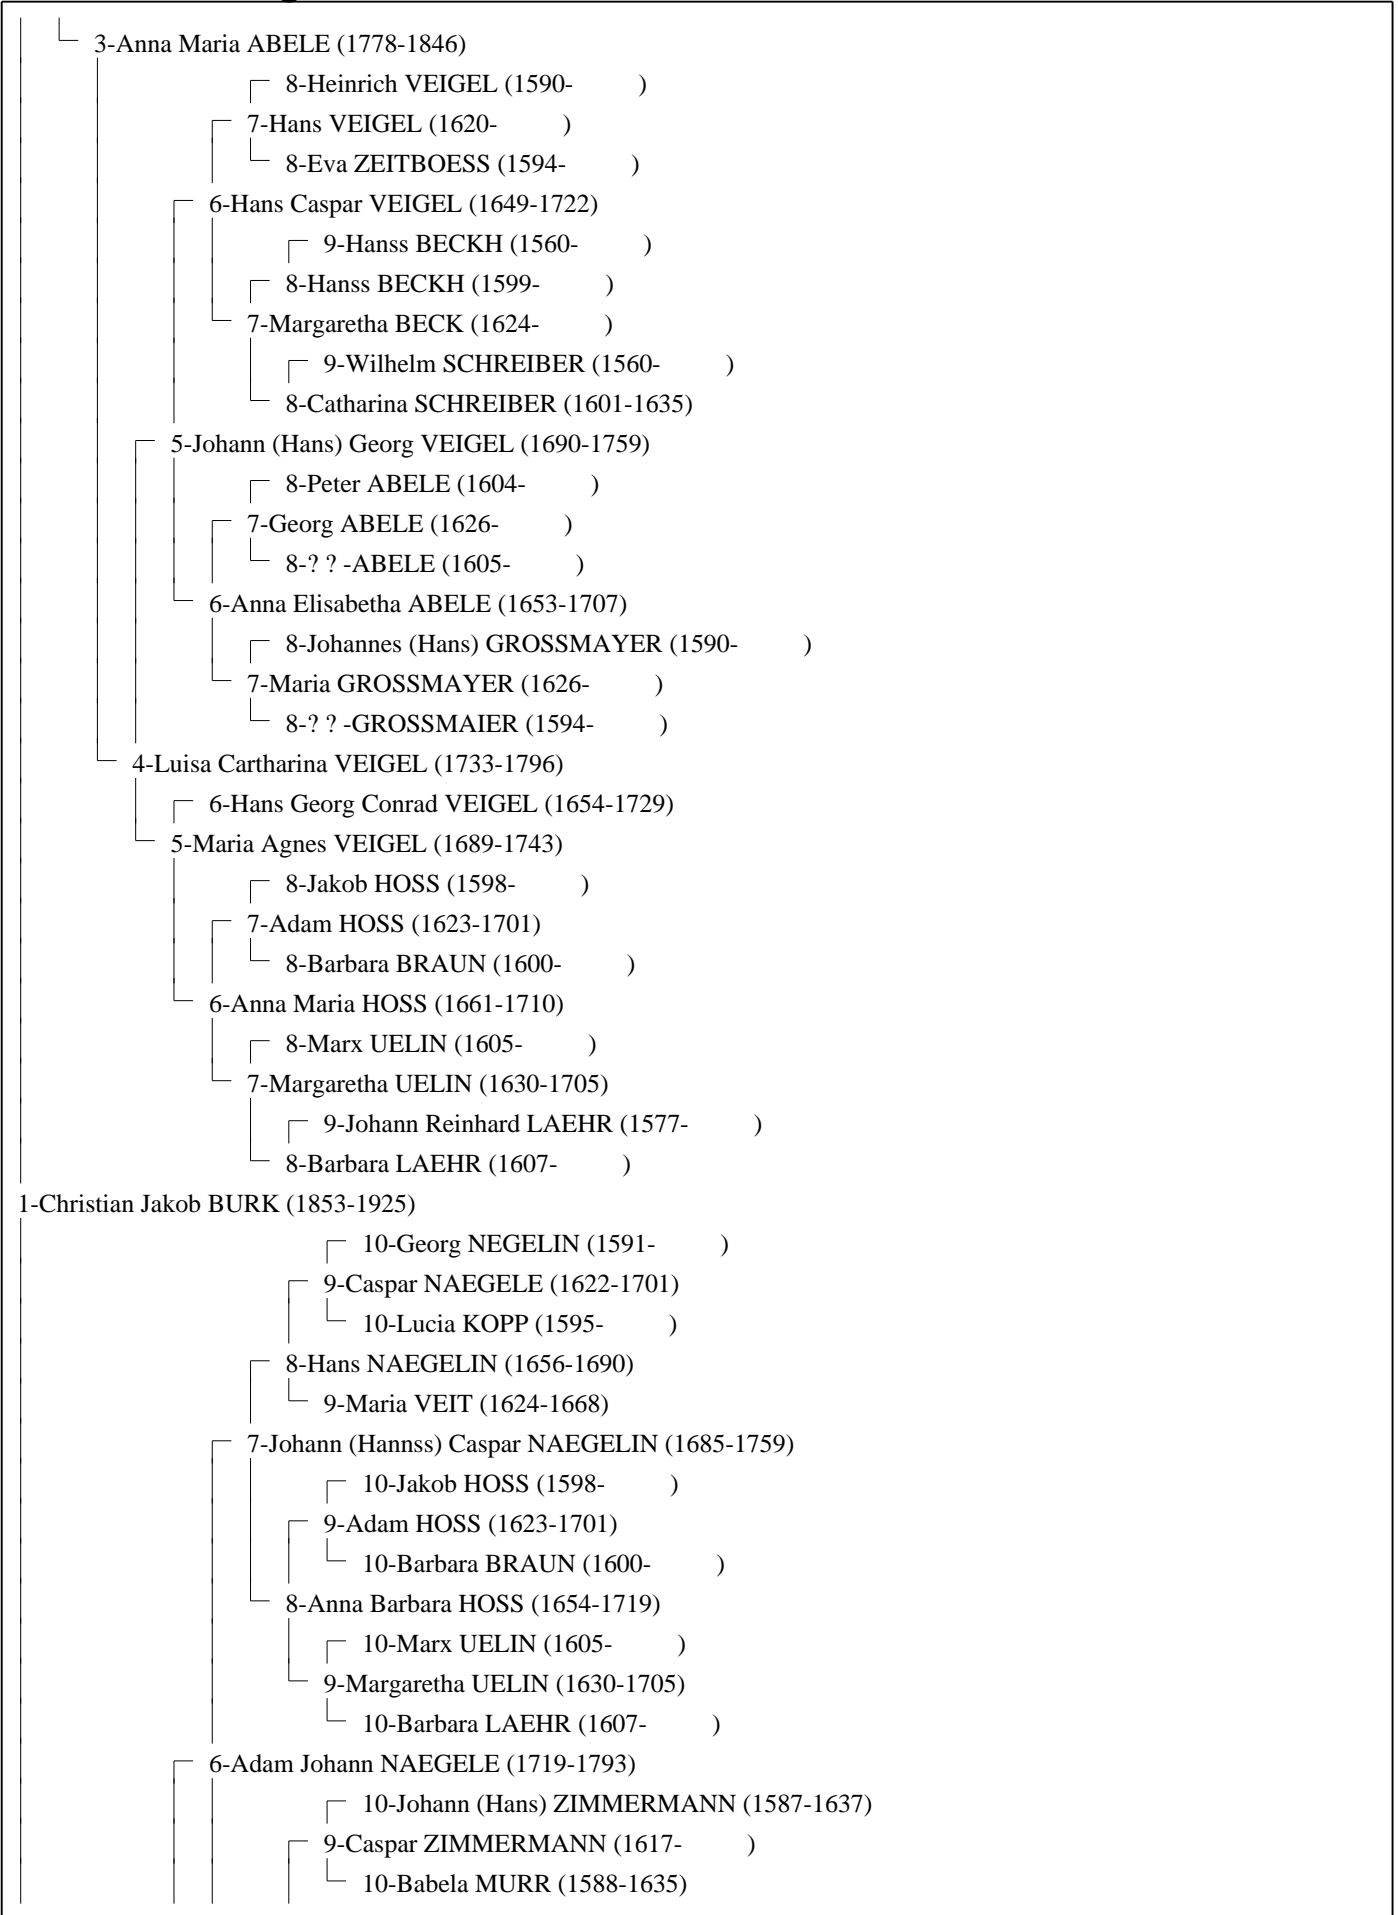 3-Anna Maria ABELE (1778-1846)
8-Heinrich VEIGEL (1590- )
7-Hans VEIGEL (1620- )
8-Eva ZEITBOESS (1594- )
6-Hans Caspar VEIGEL (1649-1722)
9-Hanss BECKH (1560- )
8-Hanss BECKH (1599- )
7-Margaretha BECK (1624- )
9-Wilhelm SCHREIBER (1560- )
8-Catharina SCHREIBER (1601-1635)
5-Johann (Hans) Georg VEIGEL (1690-1759)
8-Peter ABELE (1604- )
7-Georg ABELE (1626- )
8-? ? -ABELE (1605- )
6-Anna Elisabetha ABELE (1653-1707)
8-Johannes (Hans) GROSSMAYER (1590- )
7-Maria GROSSMAYER (1626- )
8-? ? -GROSSMAIER (1594- )
4-Luisa Cartharina VEIGEL (1733-1796)
6-Hans Georg Conrad VEIGEL (1654-1729)
5-Maria Agnes VEIGEL (1689-1743)
8-Jakob HOSS (1598- )
7-Adam HOSS (1623-1701)
8-Barbara BRAUN (1600- )
6-Anna Maria HOSS (1661-1710)
8-Marx UELIN (1605- )
7-Margaretha UELIN (1630-1705)
9-Johann Reinhard LAEHR (1577- )
8-Barbara LAEHR (1607- )
1-Christian Jakob BURK (1853-1925)
10-Georg NEGELIN (1591- )
9-Caspar NAEGELE (1622-1701)
10-Lucia KOPP (1595- )
8-Hans NAEGELIN (1656-1690)
9-Maria VEIT (1624-1668)
7-Johann (Hannss) Caspar NAEGELIN (1685-1759)
10-Jakob HOSS (1598- )
9-Adam HOSS (1623-1701)
10-Barbara BRAUN (1600- )
8-Anna Barbara HOSS (1654-1719)
10-Marx UELIN (1605- )
9-Margaretha UELIN (1630-1705)
10-Barbara LAEHR (1607- )
6-Adam Johann NAEGELE (1719-1793)
10-Johann (Hans) ZIMMERMANN (1587-1637)
9-Caspar ZIMMERMANN (1617- )
10-Babela MURR (1588-1635)